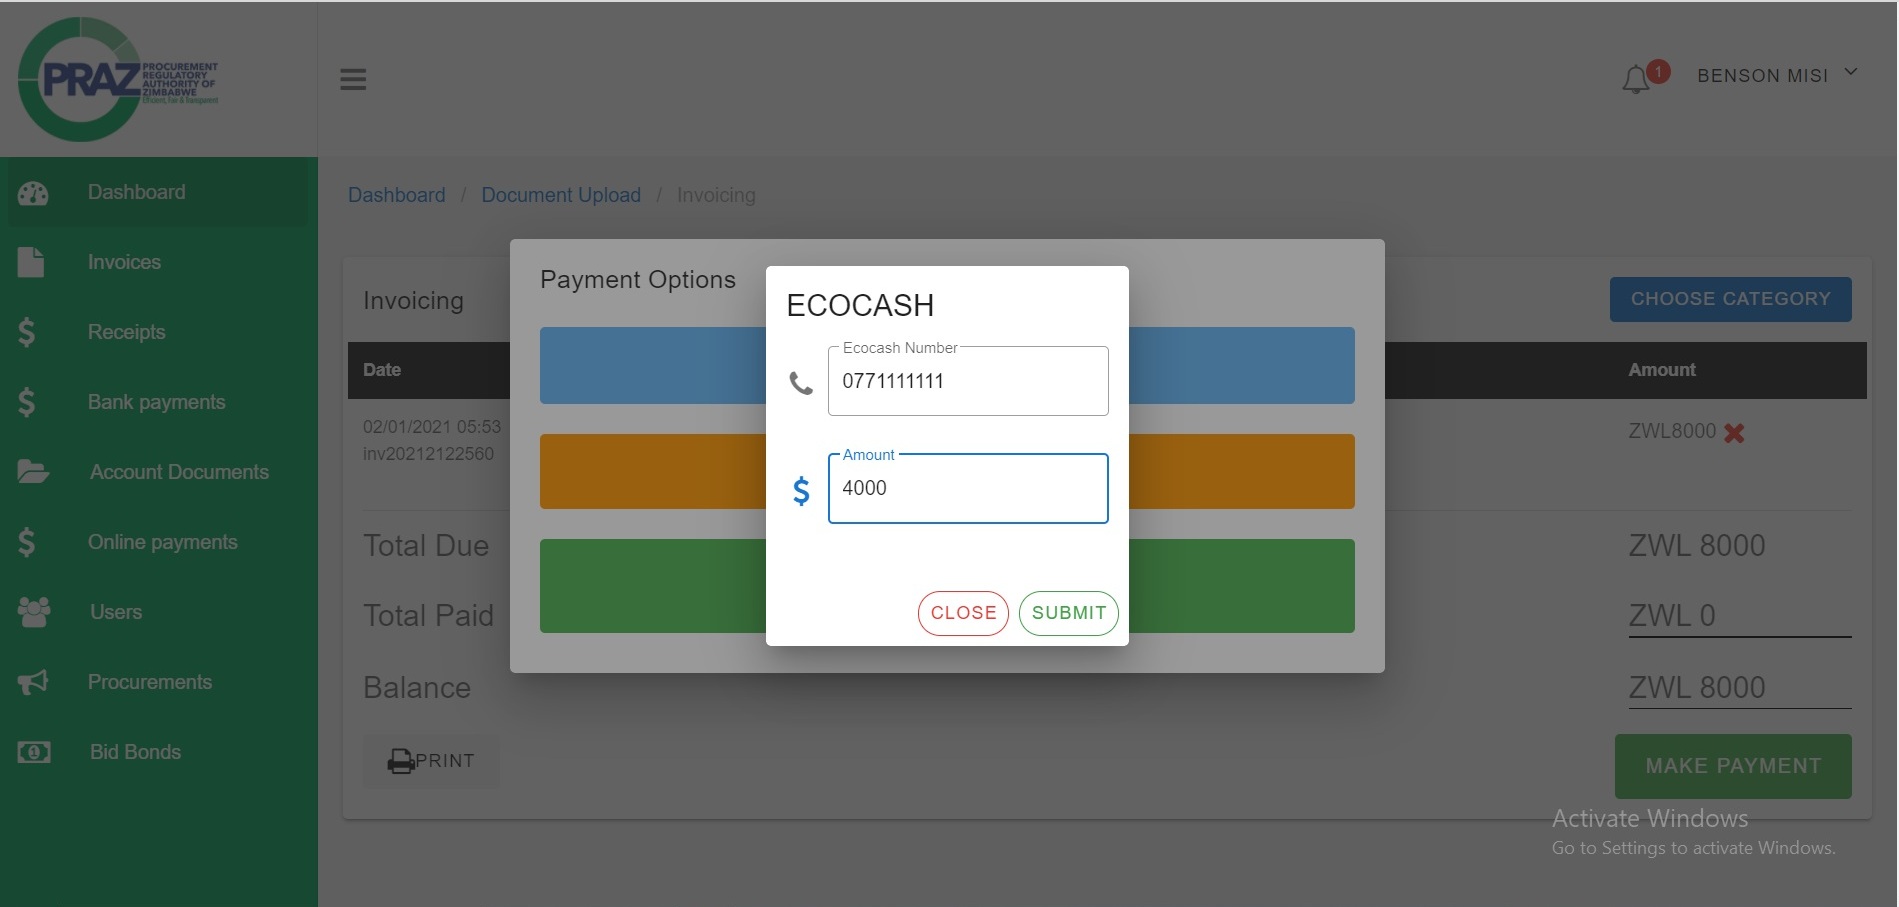 PRAZ
PROCUREMENT
REGULATORY
AUTHORITY OF
ZIMBABWE
Efficient, Fair & Transparent
1
BENSON MISI
Dashboard
Invoices
Receipts
Bank payments
Account Documents
Online payments
Users
Procurements
Bid Bonds
Dashboard / Document Upload / Invoicing
Invoicing
CHOOSE CATEGORY
Date
Amount
02/01/2021 05:53
inv20212122560
ZWL8000
Total Due
ZWL 8000
Total Paid
ZWL 0
Balance
ZWL 8000
PRINT
MAKE PAYMENT
Payment Options
ECOCASH
Ecocash Number
0771111111
Amount
$ 4000
CLOSE
SUBMIT
Activate Windows
Go to Settings to activate Windows.